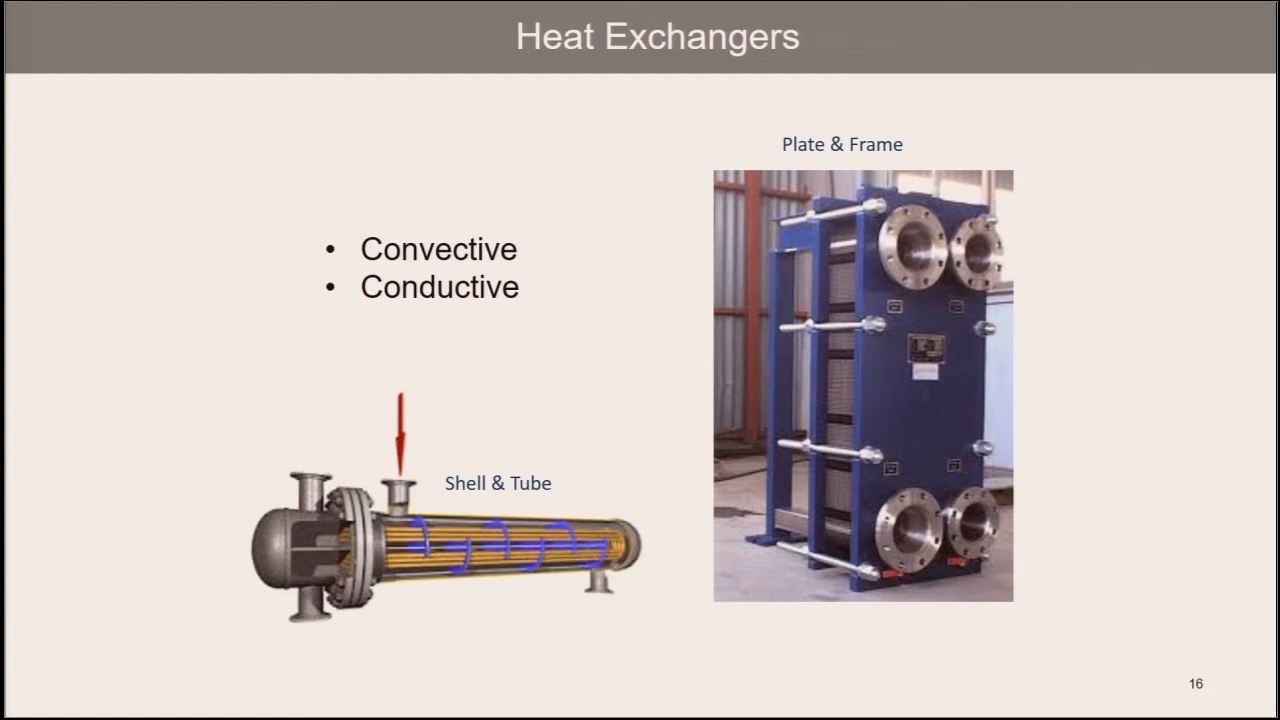 Heat Exchangers
Plate & Frame
• Convective
• Conductive
Shell & Tube
16